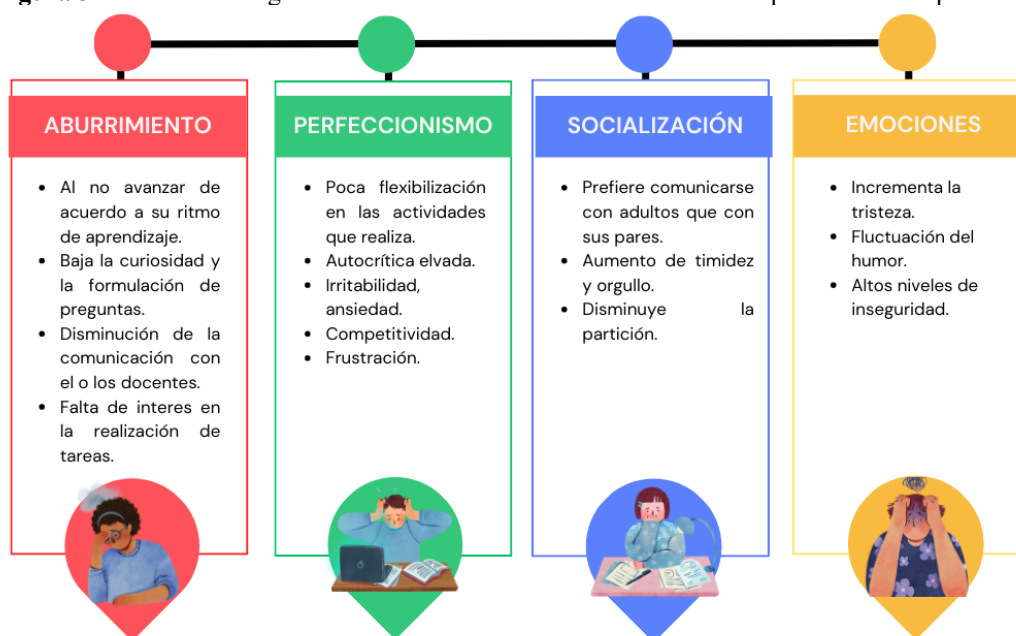 ABURRIMIENTO
Al no avanzar de
acuerdo a su ritmo
de aprendizaje.
Baja la curiosidad y
la formulación de
preguntas.
Disminución de la
comunicación con
el o los docentes.
Falta de interes en
la realización de
tareas.
PERFECCIONISMO
Poca flexibilización
en las actividades
que realiza.
Autocrítica elvada.
Irritabilidad,
ansiedad.
Competitividad.
Frustración.
SOCIALIZACIÓN
Prefiere comunicarse
con adultos que con
sus pares.
Aumento de timidez
y orgullo.
Disminuye la
partición.
EMOCIONES
Incrementa la
tristeza.
Fluctuación del
humor.
Altos niveles de
inseguridad.